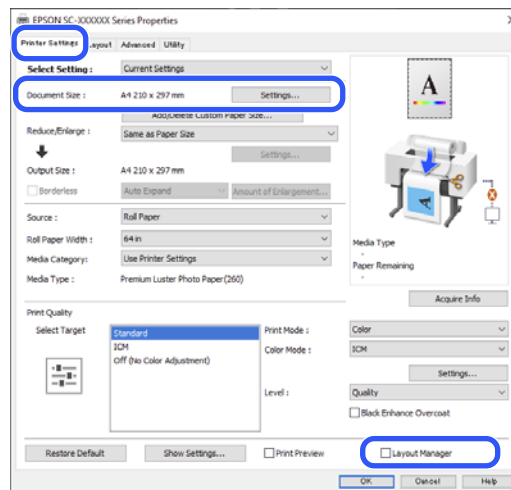 EPSON SC-XXXXXX Series Properties
Printer Settings Layout Advanced Utility
Select Setting : Current Settings
Document Size : A4 210 x 297 mm Settings...
Add/Delete Custom Paper Size...
Reduce/Enlarge : Same as Paper Size
Settings...
Output Size : A4 210 x 297 mm
Borderless Auto Expand Amount of Enlargement...
Source : Roll Paper
Roll Paper Width : 64 in
Media Category: Use Printer Settings
Media Type : Premium Luster Photo Paper(260)
A
Media Type
-
Paper Remaining
-
Acquire Info
Print Quality
Select Target
Standard
ICM
Off (No Color Adjustment)
Print Mode : Color
Color Mode : ICM
Settings...
Level : Quality
Black Enhance Overcoat
Restore Default Show Settings... Print Preview Layout Manager
OK Cancel Help